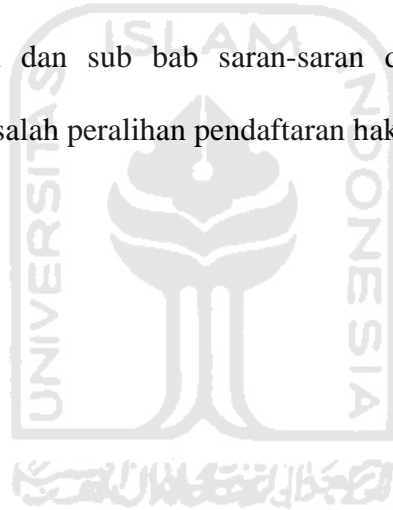 dan sub bab saran-saran
salah peralihan pendaftaran hak
UNIVERSITAS
ISLAM
INDONESIA